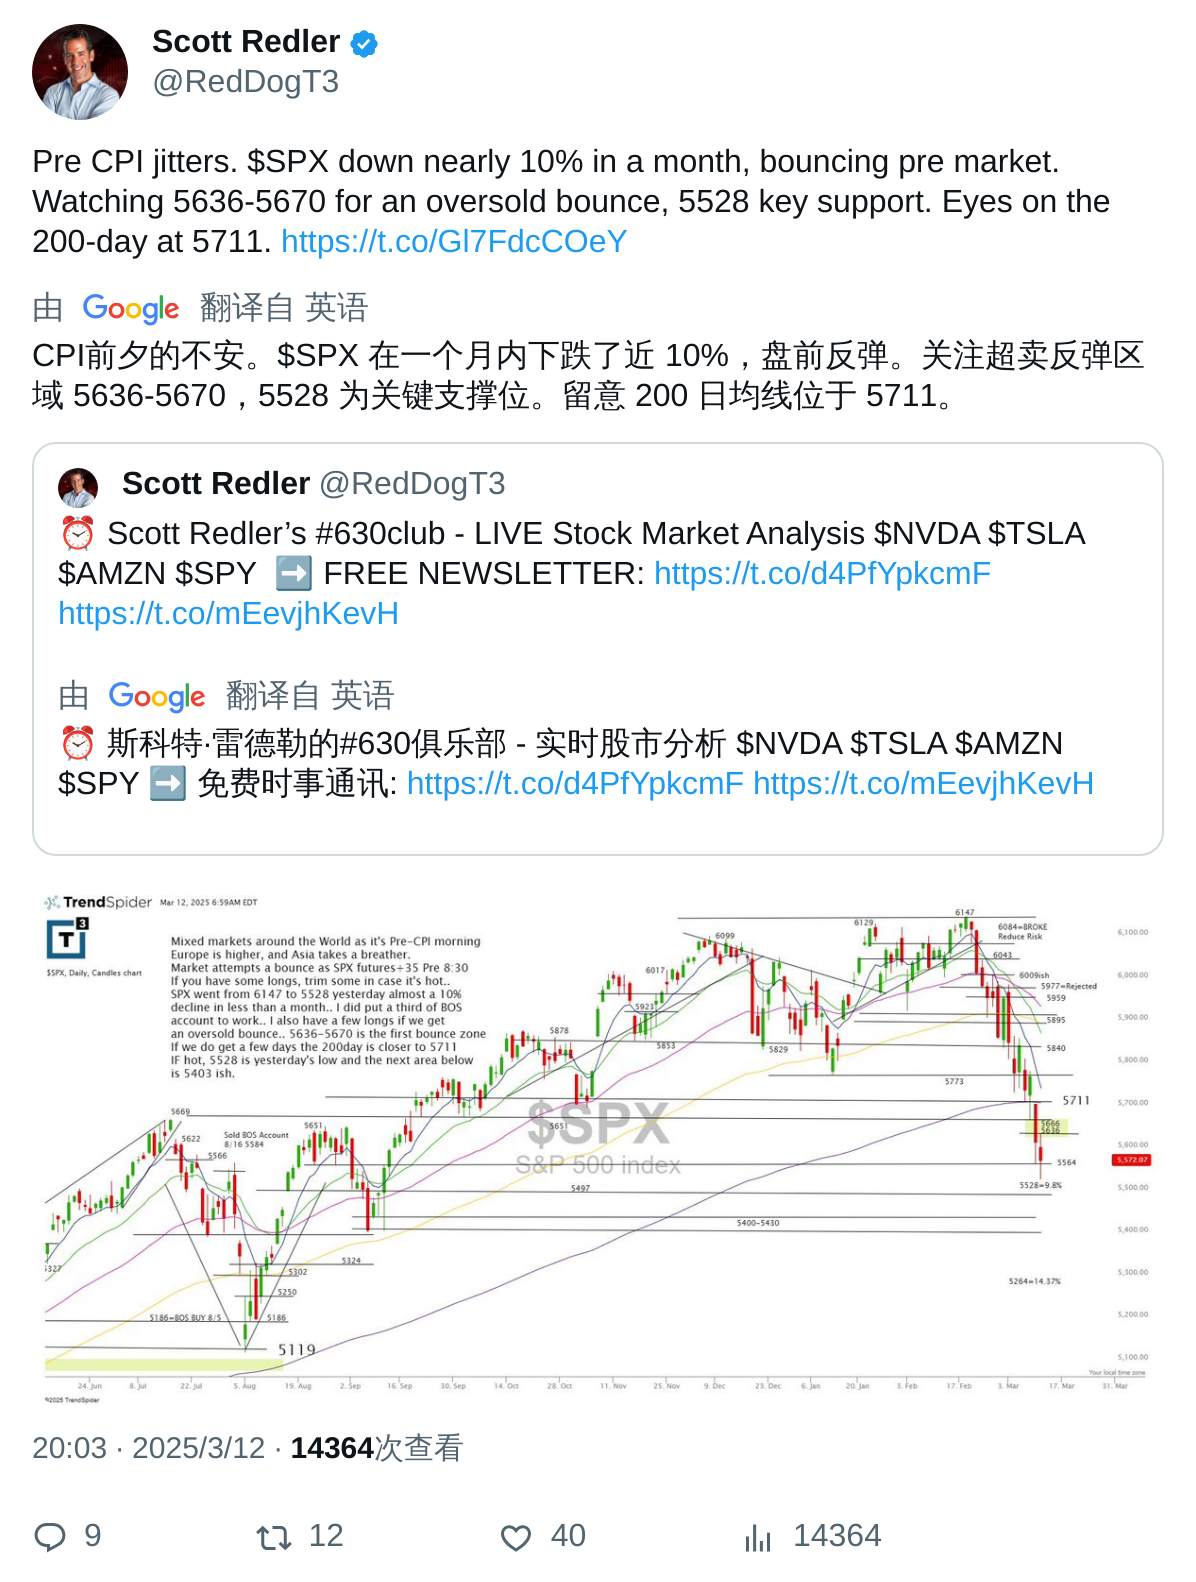 Scott Redler
@RedDogT3
Pre CPI jitters. $SPX down nearly 10% in a month, bouncing pre market.
Watching 5636-5670 for an oversold bounce, 5528 key support. Eyes on the
200-day at 5711. https://t.co/Gl7FdcCOeY
由 Google 翻译自 英语
CPI前夕的不安。$SPX 在一个月内下跌了近 10%，盘前反弹。关注超卖反弹区
域 5636-5670，5528 为关键支撑位。留意 200 日均线位于 5711。
Scott Redler @RedDogT3
⏰ Scott Redler’s #630club - LIVE Stock Market Analysis $NVDA $TSLA
$AMZN $SPY ➡️ FREE NEWSLETTER: https://t.co/d4PfYpkcmF
https://t.co/mEevjhKevH
由 Google 翻译自 英语
⏰ 斯科特·雷德勒的#630俱乐部 - 实时股市分析 $NVDA $TSLA $AMZN
$SPY ➡️ 免费时事通讯: https://t.co/d4PfYpkcmF https://t.co/mEevjhKevH
TrendSpider Mar 12, 2025 6:59AM EDT
T3
$SPX, Daily, Candles chart
Mixed markets around the World as it's Pre-CPI morning
Europe is higher, and Asia takes a breather.
Market attempts a bounce as SPX futures+35 Pre 8:30
If you have some longs, trim some in case it's hot..
SPX went from 6147 to 5528 yesterday almost a 10%
decline in less than a month.. I did put a third of BOS
account to work.. I also have a few longs if we get
an oversold bounce.. 5636-5670 is the first bounce zone
If we do get a few days the 200day is closer to 5711
IF hot, 5528 is yesterday's low and the next area below
is 5403 ish.
6147
6129
6084=BROKE
Reduce Risk
6,100.00
6099
6043
6017
6009ish
6,000.00
5977=Rejected
5959
5923
5895
5,900.00
5878
5853
5829
5840
5,800.00
5773
5711
5,700.00
5669
5666
5636
5622
Sold BOS Account
8/16 5584
5651
5651
5,600.00
5566
$SPX
S&P 500 index
5564
5,572.07
5528=9.8%
5497
5,500.00
5400-5430
5,400.00
5327
5324
5302
5264=14.37%
5,300.00
5250
5186=BOS BUY 8/5
5186
5,200.00
5119
5,100.00
Your local time zone
24. Jun 8. Jul 22. Jul 5. Aug 19. Aug 2. Sep 16. Sep 30. Sep 14. Oct 28. Oct 11. Nov 25. Nov 9. Dec 23. Dec 6. Jan 20. Jan 3. Feb 17. Feb 3. Mar 17. Mar 31. Mar
©2025 TrendSpider
20:03 · 2025/3/12 · 14364次查看
9 12 40 14364